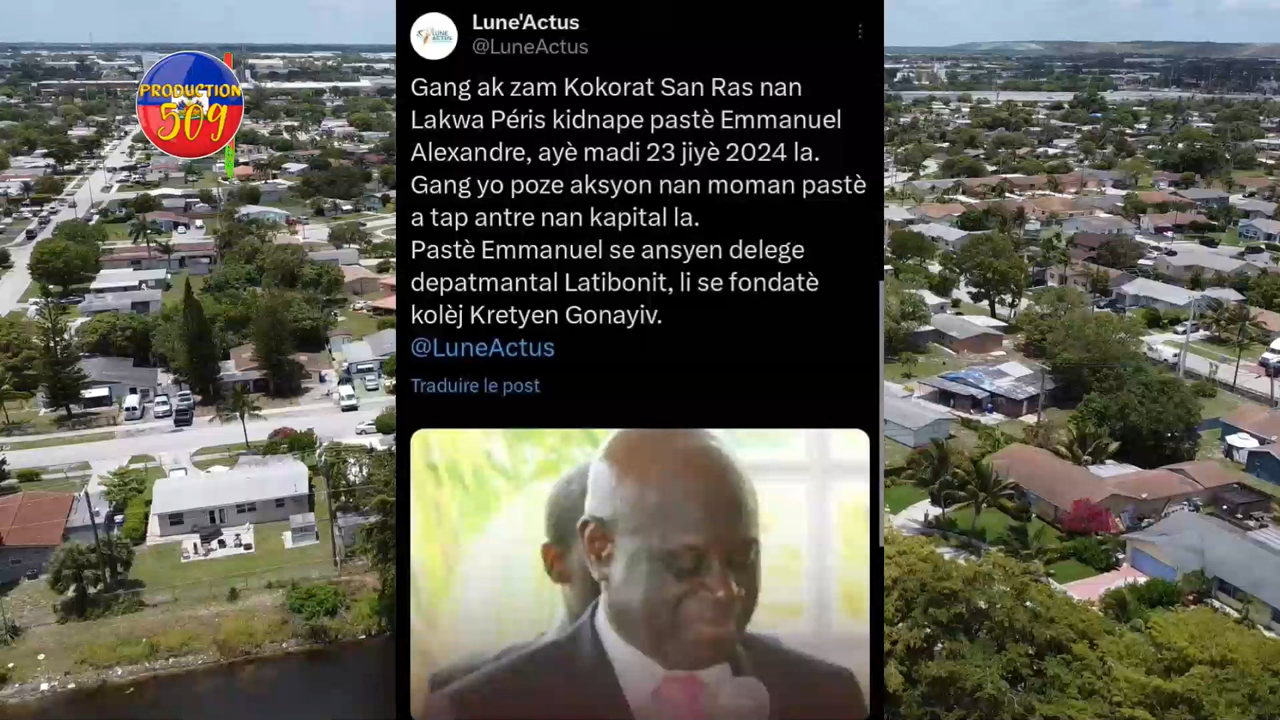 PRODUCTION
509
Lune'Actus
@LuneActus
Gang ak zam Kokorat San Ras nan
Lakwa Péris kidnape pastè Emmanuel
Alexandre, ayè madi 23 jiyè 2024 la.
Gang yo poze aksyon nan moman pastè
a tap antre nan kapital la.
Pastè Emmanuel se ansyen delege
depatmantal Latibonit, li se fondatè
kolèj Kretyen Gonayiv.
@LuneActus
Traduire le post